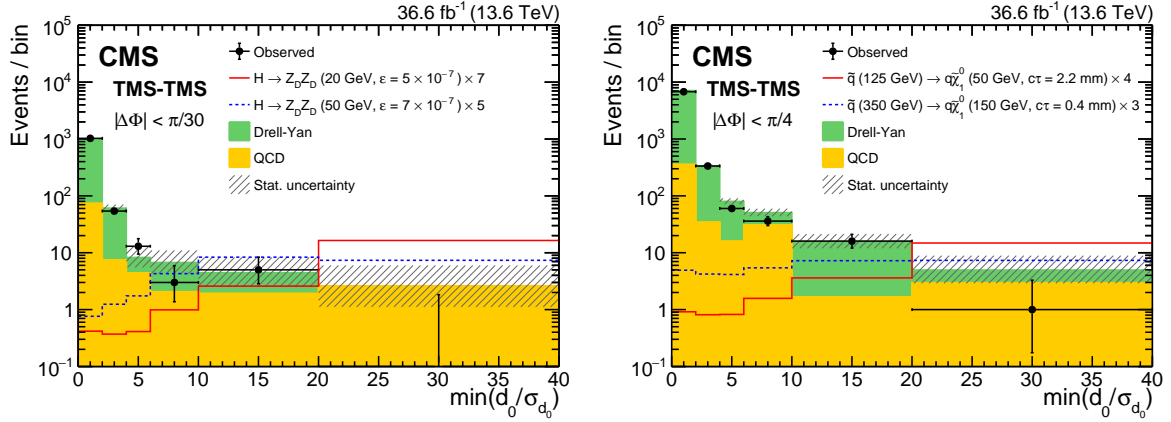 36.6 fb⁻¹ (13.6 TeV)
Events / bin
10⁵
10⁴
10³
10²
10
1
10⁻¹
CMS
TMS-TMS
|ΔΦ| < π/30
Observed
H → Z_D Z_D (20 GeV, ε = 5 × 10⁻⁷) × 7
H → Z_D Z_D (50 GeV, ε = 7 × 10⁻⁷) × 5
Drell-Yan
QCD
Stat. uncertainty
0 5 10 15 20 25 30 35 40
min(d₀/σ_d₀)
36.6 fb⁻¹ (13.6 TeV)
Events / bin
10⁵
10⁴
10³
10²
10
1
10⁻¹
CMS
TMS-TMS
|ΔΦ| < π/4
Observed
q̃ (125 GeV) → qχ̃₁⁰ (50 GeV, cτ = 2.2 mm) × 4
q̃ (350 GeV) → qχ̃₁⁰ (150 GeV, cτ = 0.4 mm) × 3
Drell-Yan
QCD
Stat. uncertainty
0 5 10 15 20 25 30 35 40
min(d₀/σ_d₀)